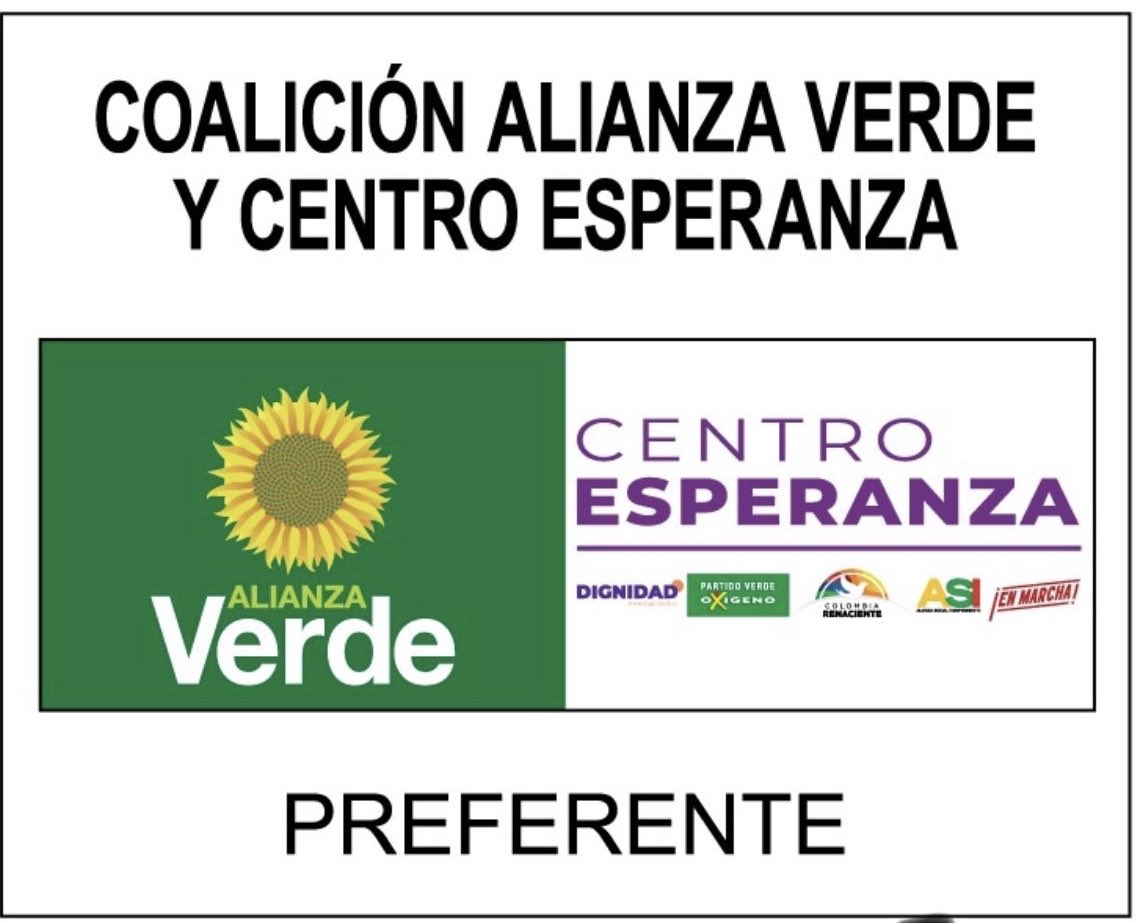 COALICIÓN ALIANZA VERDE
Y CENTRO ESPERANZA
ALIANZA
Verde
CENTRO
ESPERANZA
DIGNIDAD
PARTIDO VERDE
OXIGENO
COLOMBIA
RENACIENTE
ASI
¡EN MARCHA!
PREFERENTE